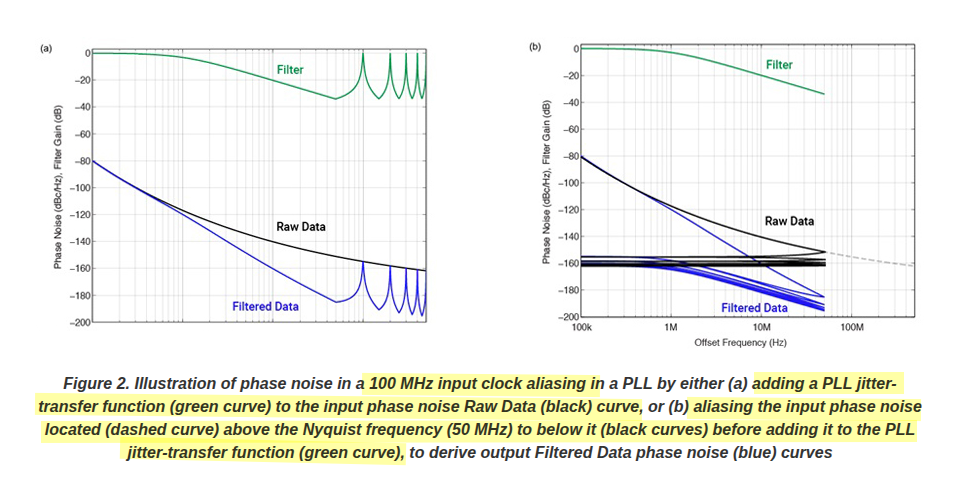 (a)
0
−20
−40
−60
−80
−100
−120
−140
−160
−180
−200
Phase Noise (dBc/Hz), Filter Gain (dB)
Filter
Raw Data
Filtered Data
(b)
0
−20
−40
−60
−80
−100
−120
−140
−160
−180
−200
Phase Noise (dBc/Hz), Filter Gain (dB)
Filter
Raw Data
Filtered Data
100k 1M 10M 100M
Offset Frequency (Hz)
Figure 2. Illustration of phase noise in a 100 MHz input clock aliasing in a PLL by either (a) adding a PLL jitter-
transfer function (green curve) to the input phase noise Raw Data (black) curve, or (b) aliasing the input phase noise
located (dashed curve) above the Nyquist frequency (50 MHz) to below it (black curves) before adding it to the PLL
jitter-transfer function (green curve), to derive output Filtered Data phase noise (blue) curves